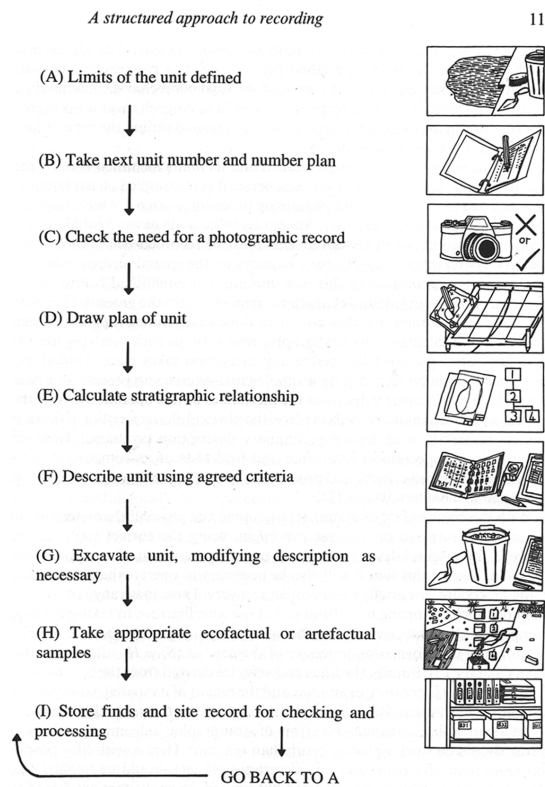 A structured approach to recording 11
(A) Limits of the unit defined
(B) Take next unit number and number plan
(C) Check the need for a photographic record
or
(D) Draw plan of unit
(E) Calculate stratigraphic relationship
1
2
3 4
(F) Describe unit using agreed criteria
(G) Excavate unit, modifying description as
necessary
(H) Take appropriate ecofactual or artefactual
samples
(I) Store finds and site record for checking and
processing
GO BACK TO A